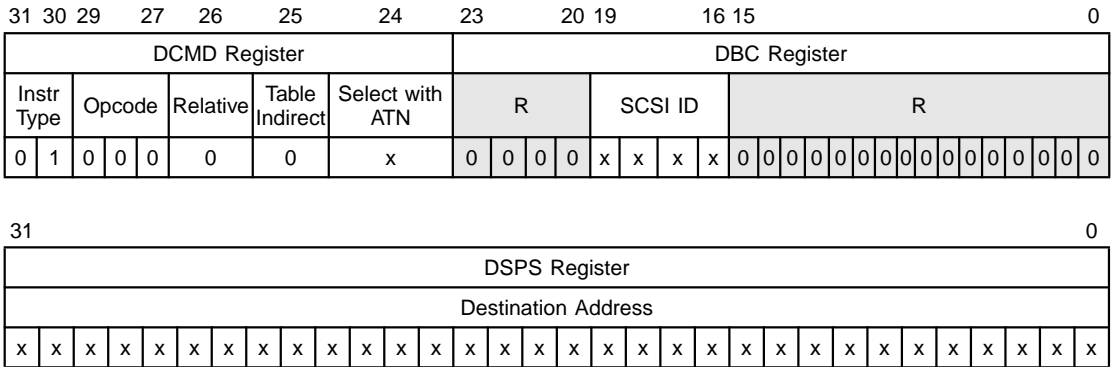 31 30 29 27 26 25 24 23 20 19 16 15 0
DCMD Register DBC Register
Instr Type Opcode Relative Table Indirect Select with ATN R SCSI ID R
0 1 0 0 0 0 0 x 0 0 0 0 x x x x 0 0 0 0 0 0 0 0 0 0 0 0 0 0 0 0
31 0
DSPS Register
Destination Address
x x x x x x x x x x x x x x x x x x x x x x x x x x x x x x x x